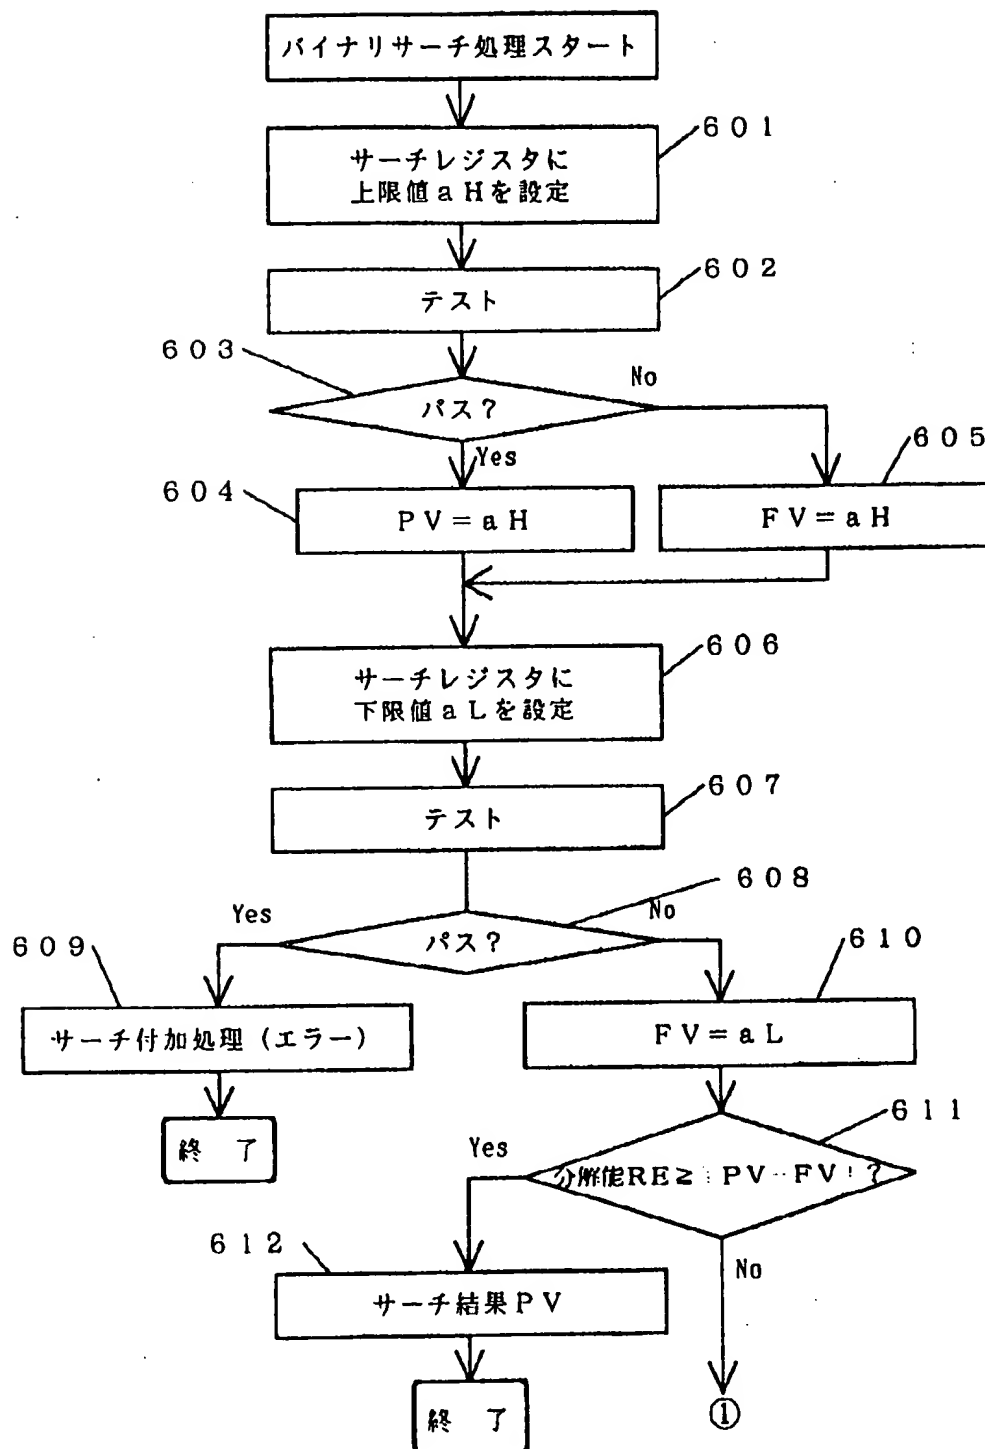 バイナリサーチ処理スタート
601
サーチレジスタに
上限値aHを設定
602
テスト
603
パス?
No
Yes
604
PV=aH
605
FV=aH
606
サーチレジスタに
下限値aLを設定
607
テスト
608
Yes
パス?
No
609
サーチ付加処理(エラー)
終 了
610
FV=aL
611
Yes
分解能RE≧|PV-FV|?
No
612
サーチ結果PV
終 了
①